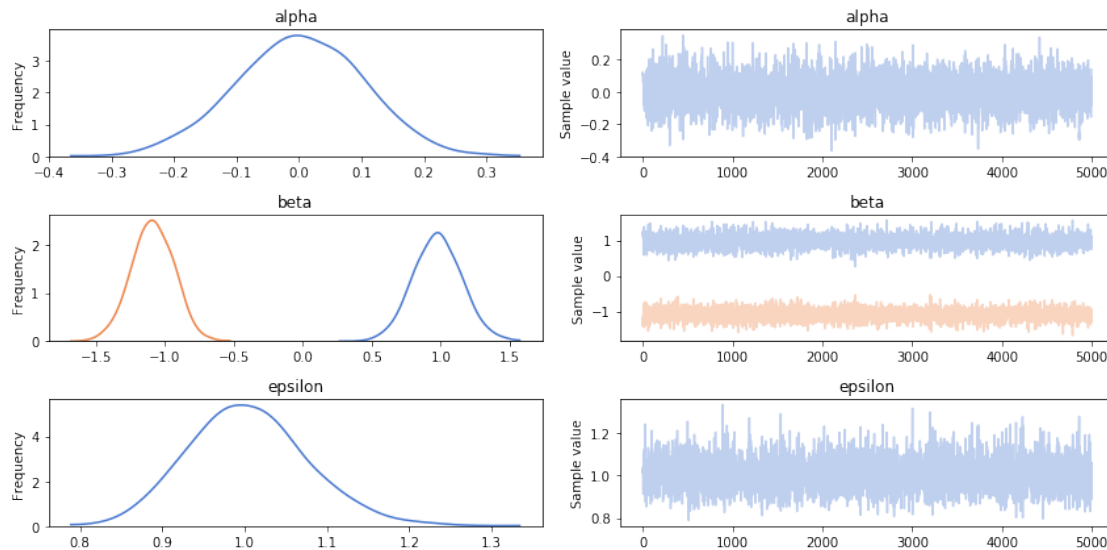 alpha
Frequency
3
2
1
0
−0.4 −0.3 −0.2 −0.1 0.0 0.1 0.2 0.3
alpha
Sample value
0.2
0.0
−0.2
−0.4
0 1000 2000 3000 4000 5000
beta
Frequency
2
1
0
−1.5 −1.0 −0.5 0.0 0.5 1.0 1.5
beta
Sample value
1
0
−1
0 1000 2000 3000 4000 5000
epsilon
Frequency
4
2
0
0.8 0.9 1.0 1.1 1.2 1.3
epsilon
Sample value
1.2
1.0
0.8
0 1000 2000 3000 4000 5000